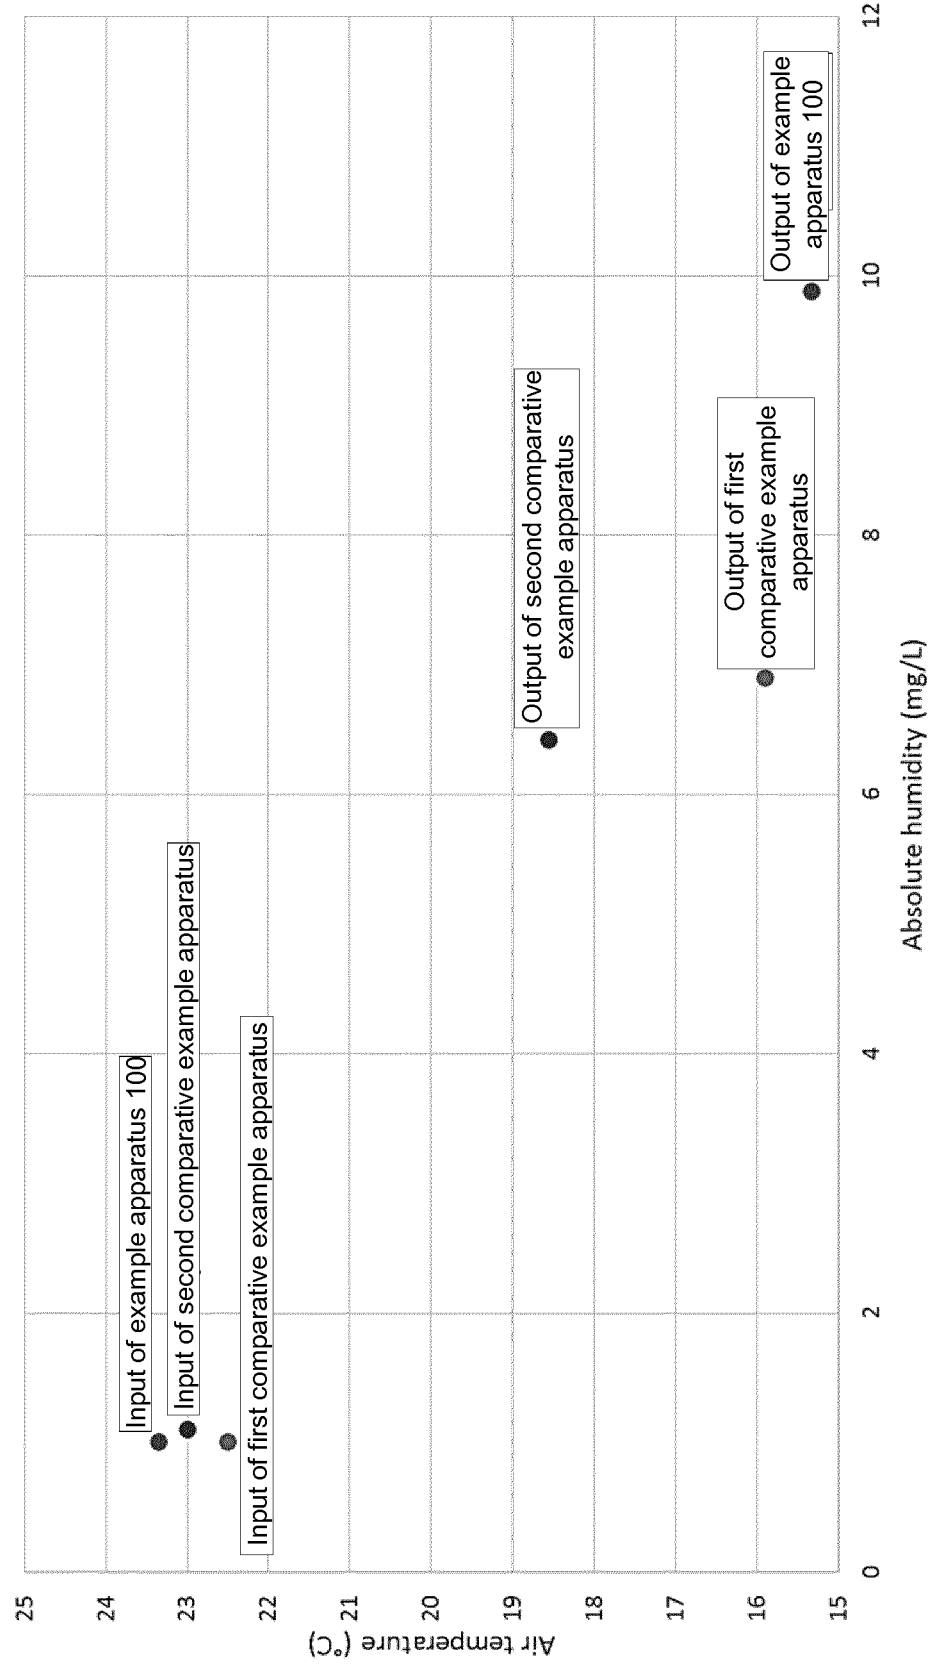 25
24
23
22
21
20
19
18
17
16
15
Air temperature (°C)
0
2
4
6
8
10
12
Absolute humidity (mg/L)
Input of example apparatus 100
Input of second comparative example apparatus
Input of first comparative example apparatus
Output of second comparative
example apparatus
Output of first
comparative example
apparatus
Output of example
apparatus 100